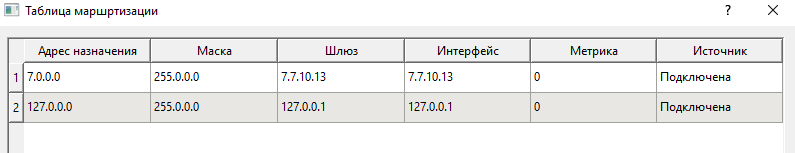 Таблица маршртизации
Адрес назначения Маска Шлюз Интерфейс Метрика Источник
1 7.0.0.0 255.0.0.0 7.7.10.13 7.7.10.13 0 Подключена
2 127.0.0.0 255.0.0.0 127.0.0.1 127.0.0.1 0 Подключена